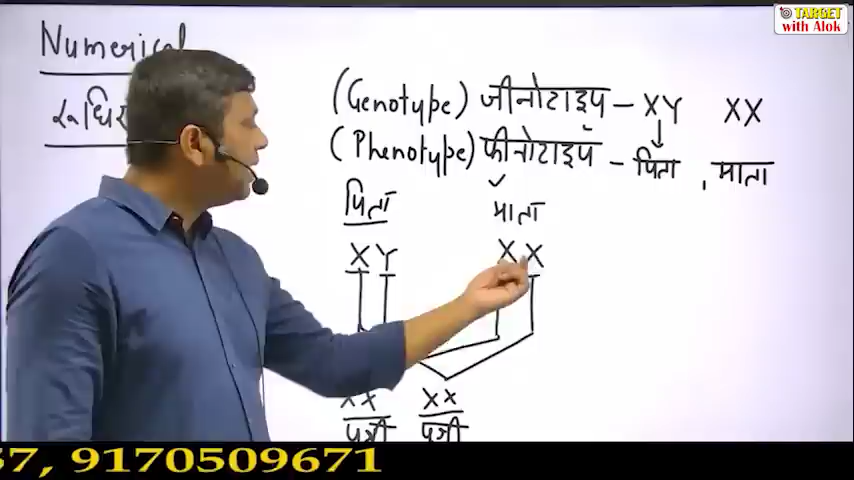 TARGET
with Alok
Numerical
(Genotype) जीनोटाइप - XY XX
(Phenotype) फीनोटाइप - पिता, माता
पिता माता
XY XX
XX XX
पुत्री पुत्री
7, 9170509671